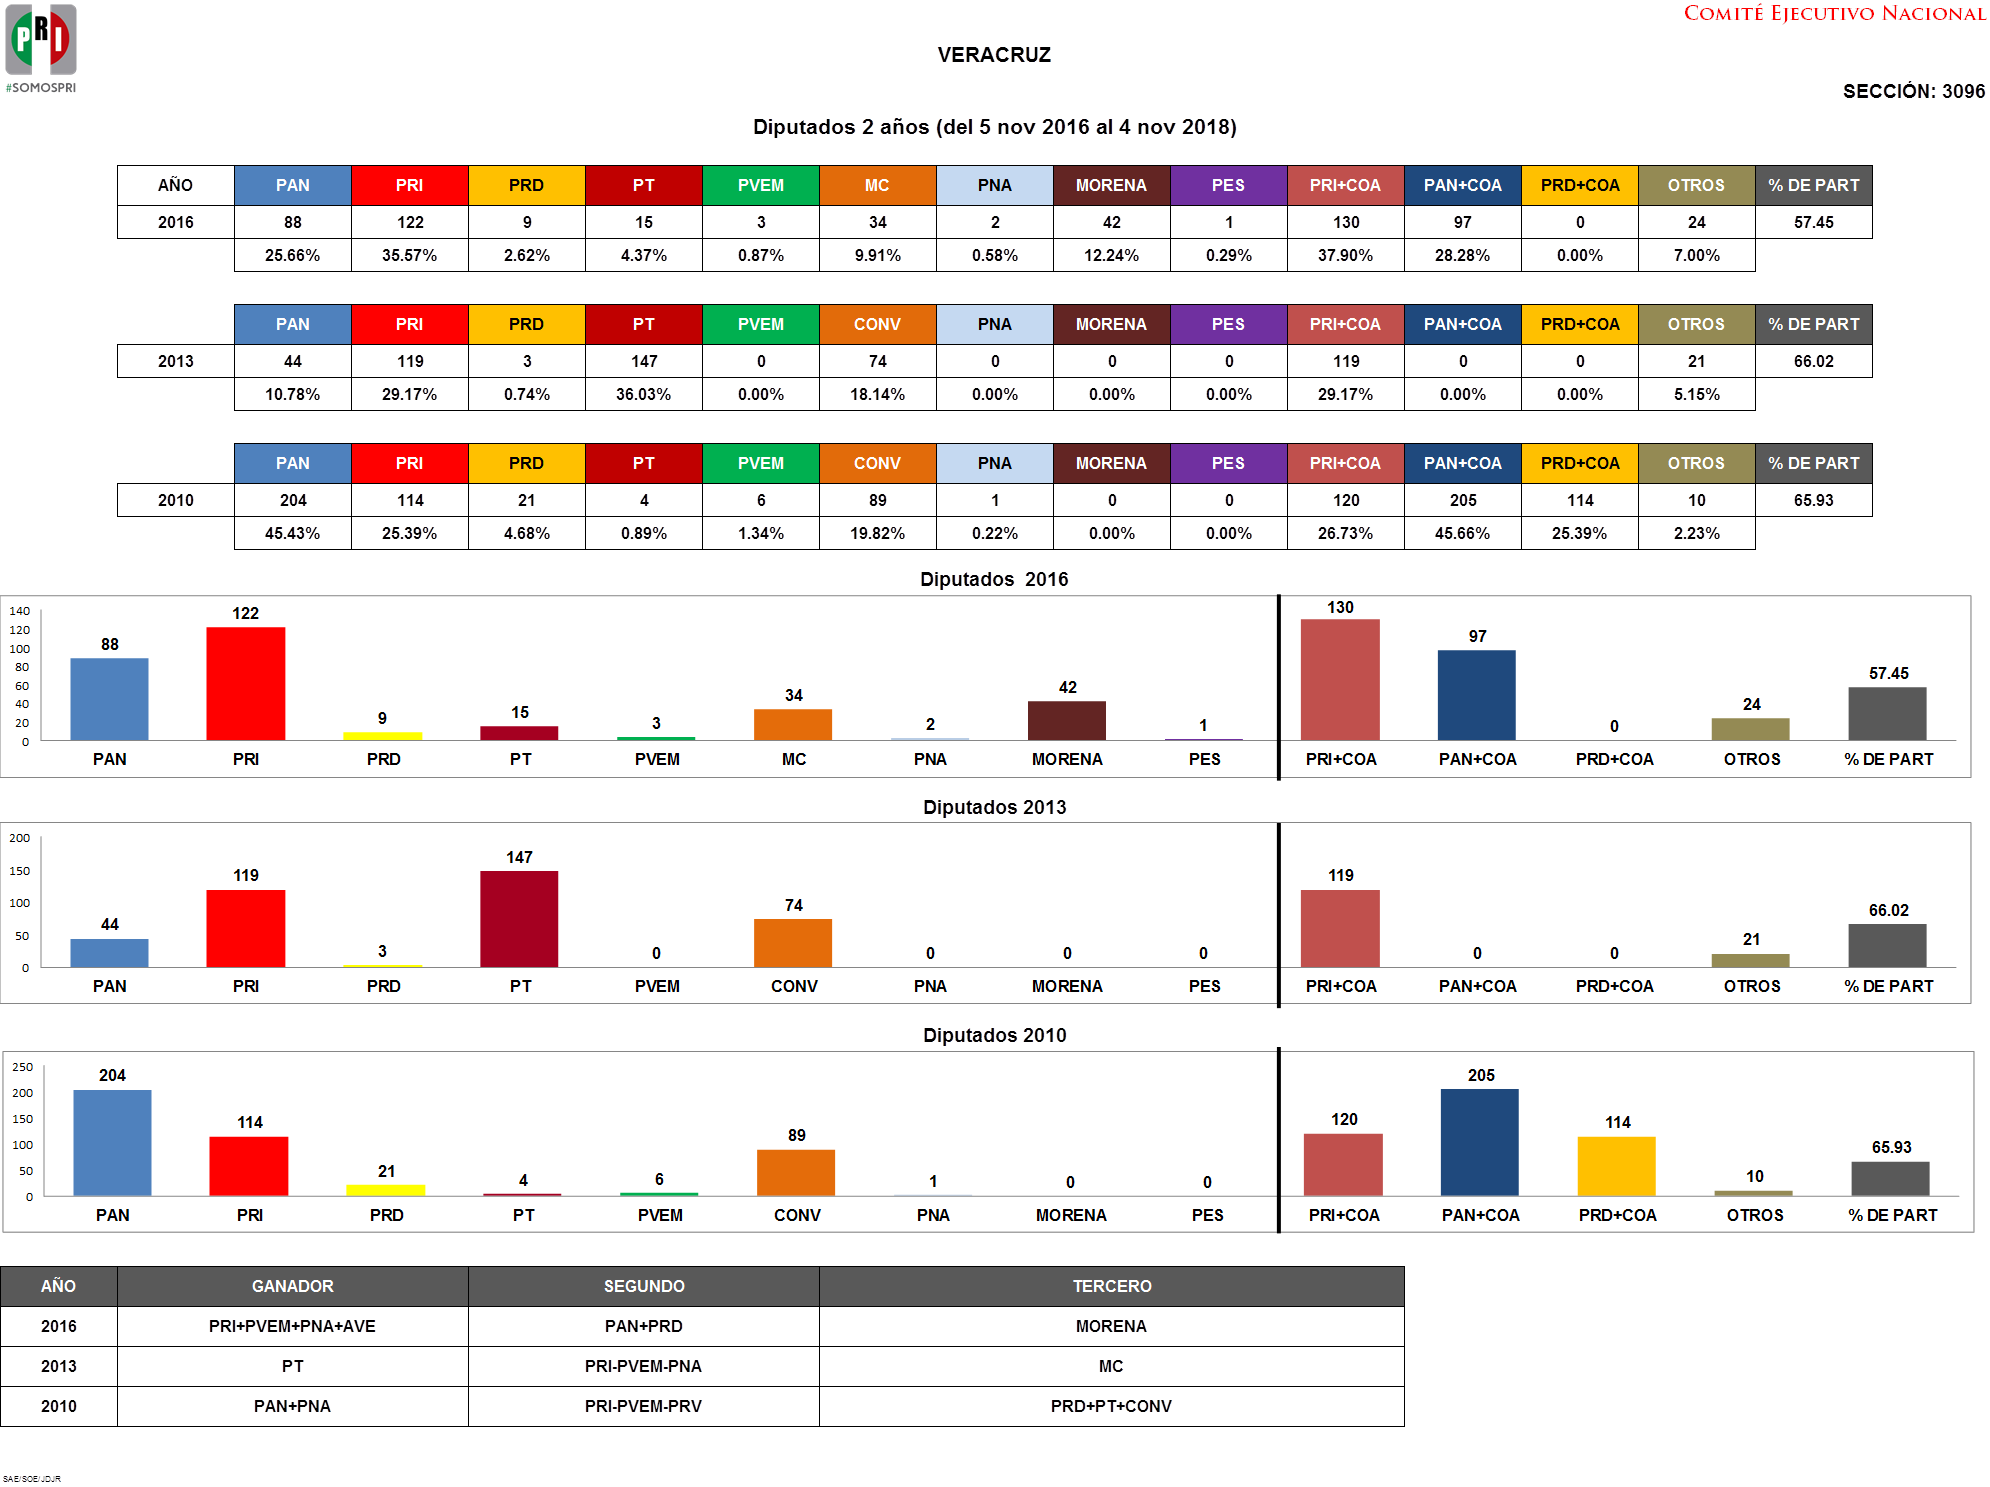 PRI
#SOMOSPRI
COMITÉ EJECUTIVO NACIONAL
VERACRUZ
SECCIÓN: 3096
Diputados 2 años (del 5 nov 2016 al 4 nov 2018)
AÑO PAN PRI PRD PT PVEM MC PNA MORENA PES PRI+COA PAN+COA PRD+COA OTROS % DE PART
2016 88 122 9 15 3 34 2 42 1 130 97 0 24 57.45
25.66% 35.57% 2.62% 4.37% 0.87% 9.91% 0.58% 12.24% 0.29% 37.90% 28.28% 0.00% 7.00%
PAN PRI PRD PT PVEM CONV PNA MORENA PES PRI+COA PAN+COA PRD+COA OTROS % DE PART
2013 44 119 3 147 0 74 0 0 0 119 0 0 21 66.02
10.78% 29.17% 0.74% 36.03% 0.00% 18.14% 0.00% 0.00% 0.00% 29.17% 0.00% 0.00% 5.15%
PAN PRI PRD PT PVEM CONV PNA MORENA PES PRI+COA PAN+COA PRD+COA OTROS % DE PART
2010 204 114 21 4 6 89 1 0 0 120 205 114 10 65.93
45.43% 25.39% 4.68% 0.89% 1.34% 19.82% 0.22% 0.00% 0.00% 26.73% 45.66% 25.39% 2.23%
Diputados 2016
140
120
100
80
60
40
20
0
88 122 9 15 3 34 2 42 1 130 97 0 24 57.45
PAN PRI PRD PT PVEM MC PNA MORENA PES PRI+COA PAN+COA PRD+COA OTROS % DE PART
Diputados 2013
200
150
100
50
0
44 119 3 147 0 74 0 0 0 119 0 0 21 66.02
PAN PRI PRD PT PVEM CONV PNA MORENA PES PRI+COA PAN+COA PRD+COA OTROS % DE PART
Diputados 2010
250
200
150
100
50
0
204 114 21 4 6 89 1 0 0 120 205 114 10 65.93
PAN PRI PRD PT PVEM CONV PNA MORENA PES PRI+COA PAN+COA PRD+COA OTROS % DE PART
AÑO GANADOR SEGUNDO TERCERO
2016 PRI+PVEM+PNA+AVE PAN+PRD MORENA
2013 PT PRI-PVEM-PNA MC
2010 PAN+PNA PRI-PVEM-PRV PRD+PT+CONV
SAE/SOE/JDJR